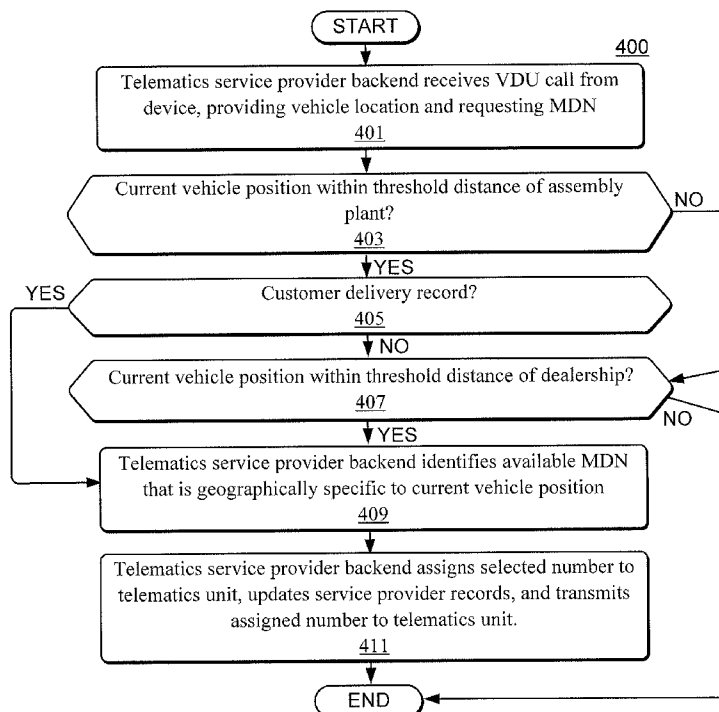 START
400
Telematics service provider backend receives VDU call from
device, providing vehicle location and requesting MDN
401
Current vehicle position within threshold distance of assembly
plant?
403
NO
YES
YES
Customer delivery record?
405
NO
Current vehicle position within threshold distance of dealership?
407
NO
YES
Telematics service provider backend identifies available MDN
that is geographically specific to current vehicle position
409
Telematics service provider backend assigns selected number to
telematics unit, updates service provider records, and transmits
assigned number to telematics unit.
411
END